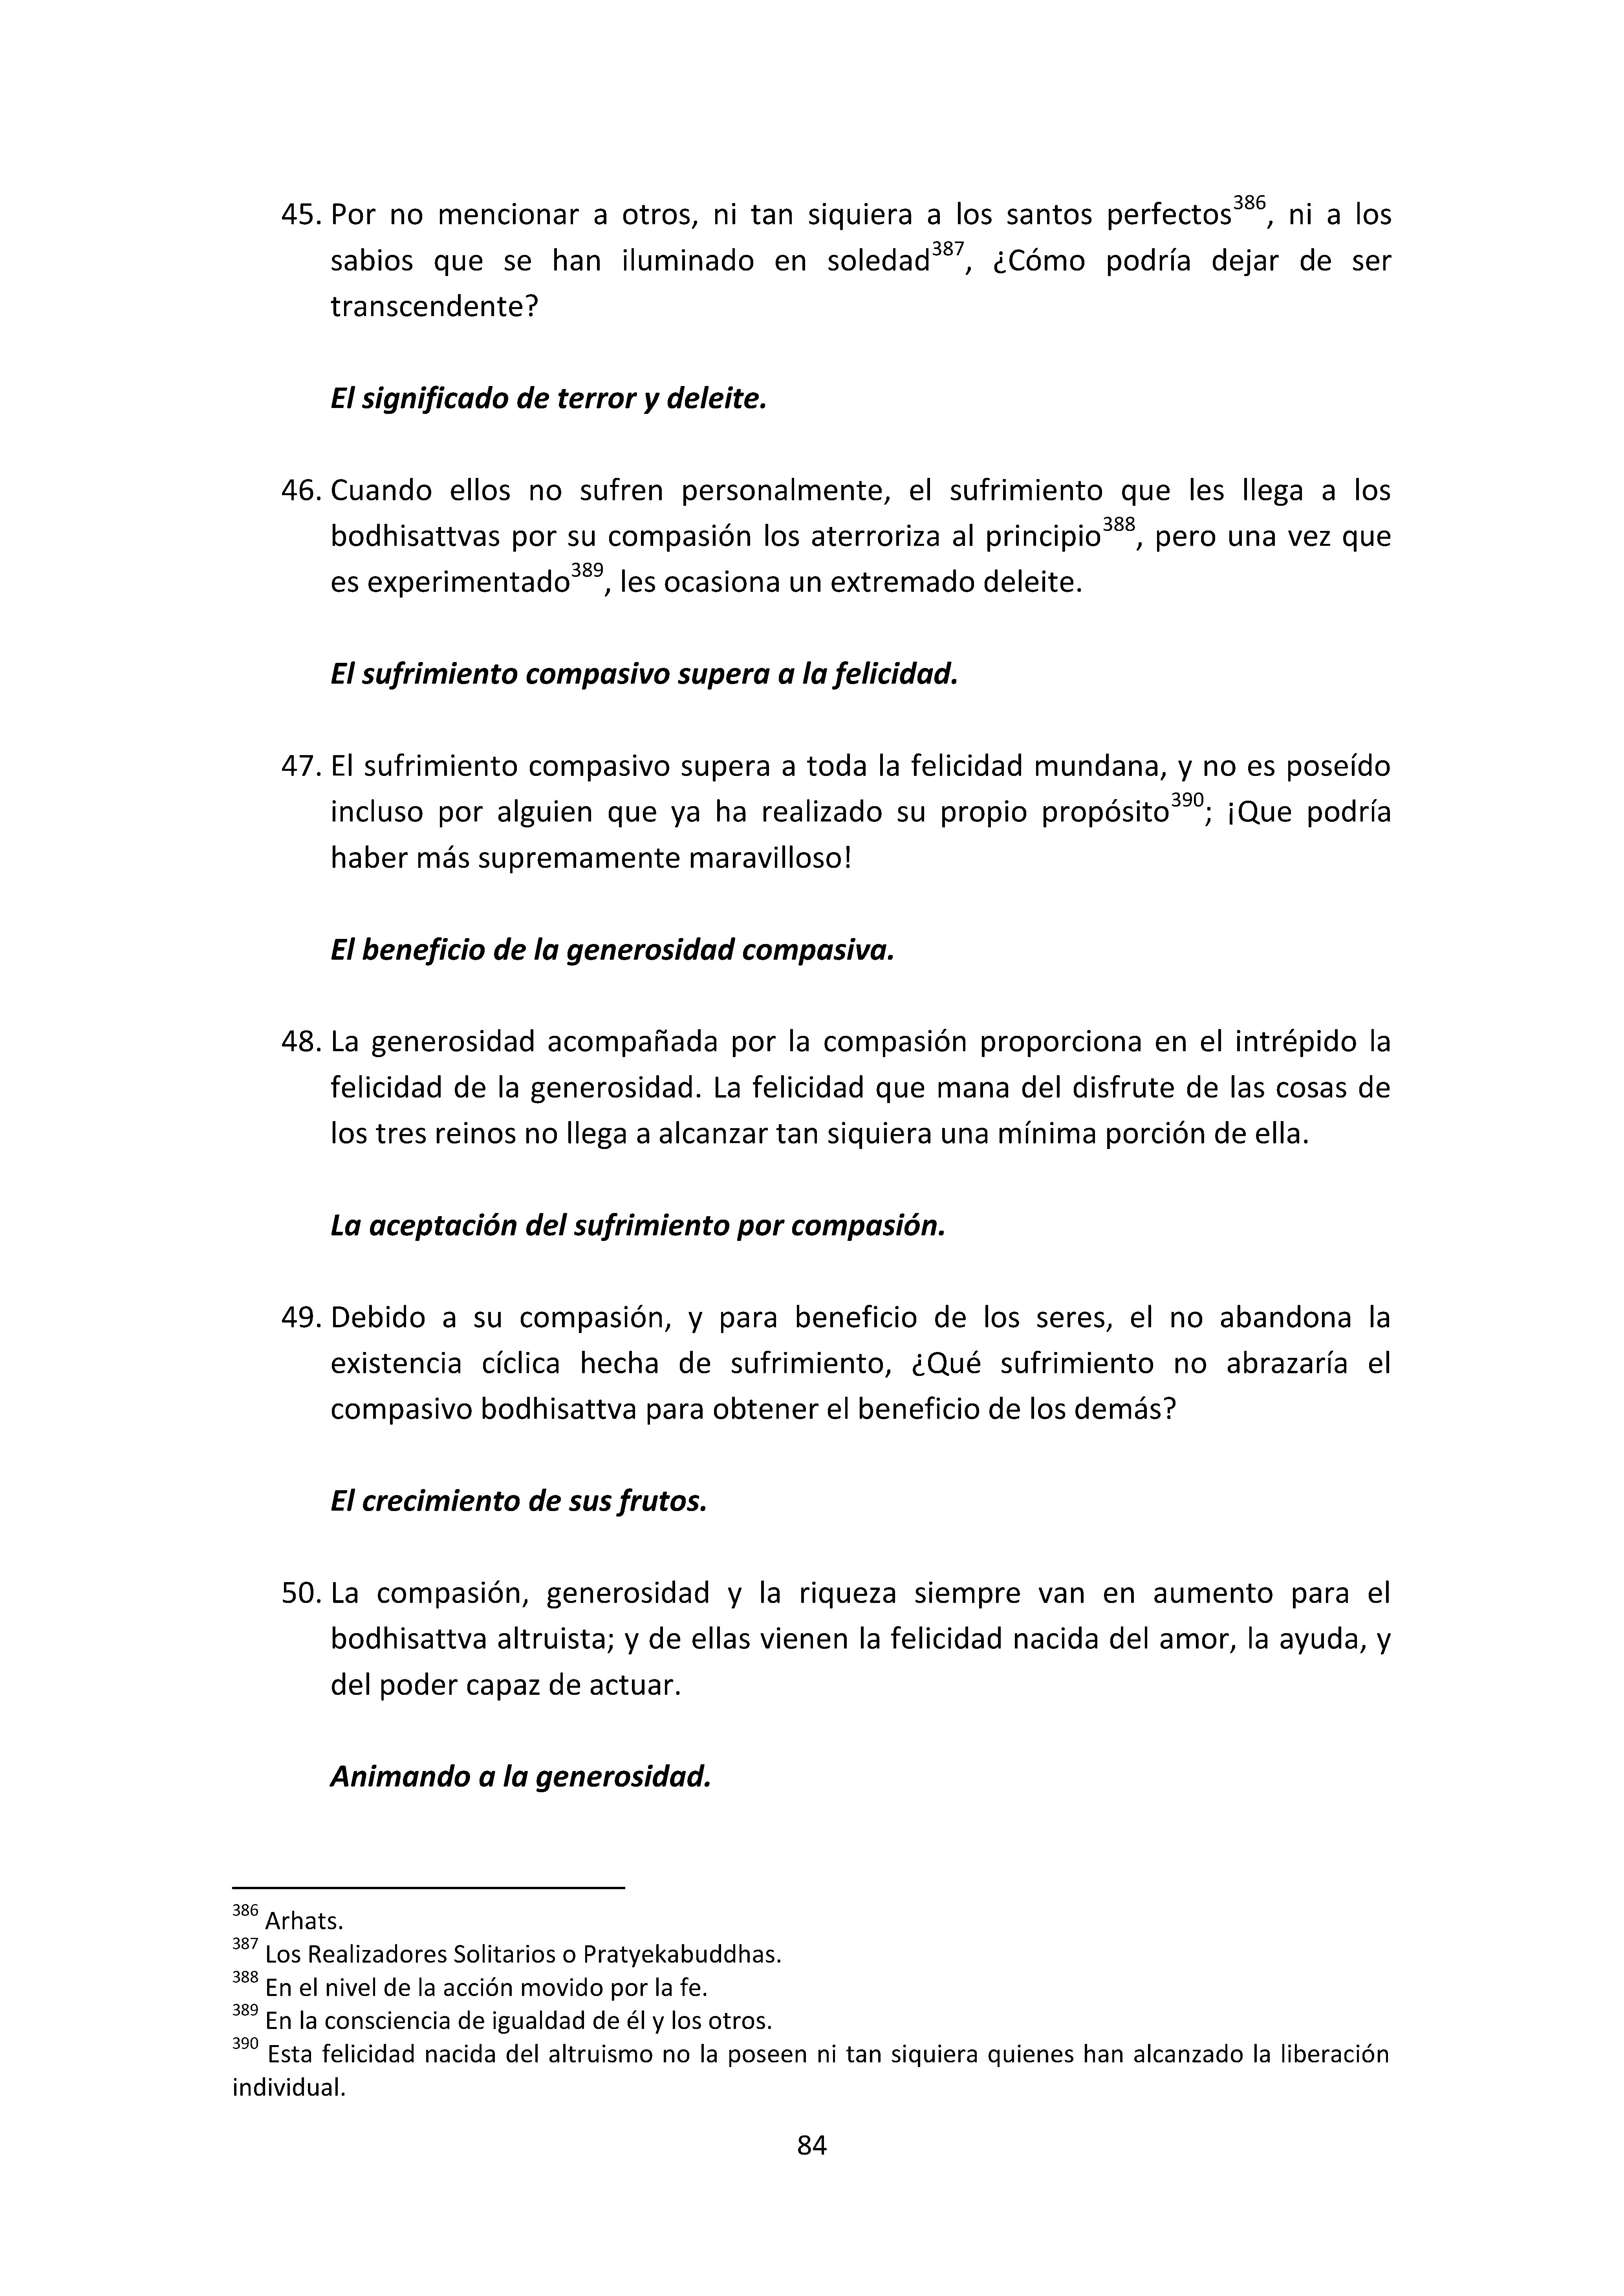 45. Por no mencionar a otros, ni tan siquiera a los santos perfectos386, ni a los
sabios que se han iluminado en soledad387, ¿Cómo podría dejar de ser
transcendente?
El significado de terror y deleite.
46. Cuando ellos no sufren personalmente, el sufrimiento que les llega a los
bodhisattvas por su compasión los aterroriza al principio388, pero una vez que
es experimentado389, les ocasiona un extremado deleite.
El sufrimiento compasivo supera a la felicidad.
47. El sufrimiento compasivo supera a toda la felicidad mundana, y no es poseído
incluso por alguien que ya ha realizado su propio propósito390; ¡Que podría
haber más supremamente maravilloso!
El beneficio de la generosidad compasiva.
48. La generosidad acompañada por la compasión proporciona en el intrépido la
felicidad de la generosidad. La felicidad que mana del disfrute de las cosas de
los tres reinos no llega a alcanzar tan siquiera una mínima porción de ella.
La aceptación del sufrimiento por compasión.
49. Debido a su compasión, y para beneficio de los seres, el no abandona la
existencia cíclica hecha de sufrimiento, ¿Qué sufrimiento no abrazaría el
compasivo bodhisattva para obtener el beneficio de los demás?
El crecimiento de sus frutos.
50. La compasión, generosidad y la riqueza siempre van en aumento para el
bodhisattva altruista; y de ellas vienen la felicidad nacida del amor, la ayuda, y
del poder capaz de actuar.
Animando a la generosidad.
386 Arhats.
387 Los Realizadores Solitarios o Pratyekabuddhas.
388 En el nivel de la acción movido por la fe.
389 En la consciencia de igualdad de él y los otros.
390 Esta felicidad nacida del altruismo no la poseen ni tan siquiera quienes han alcanzado la liberación
individual.
84